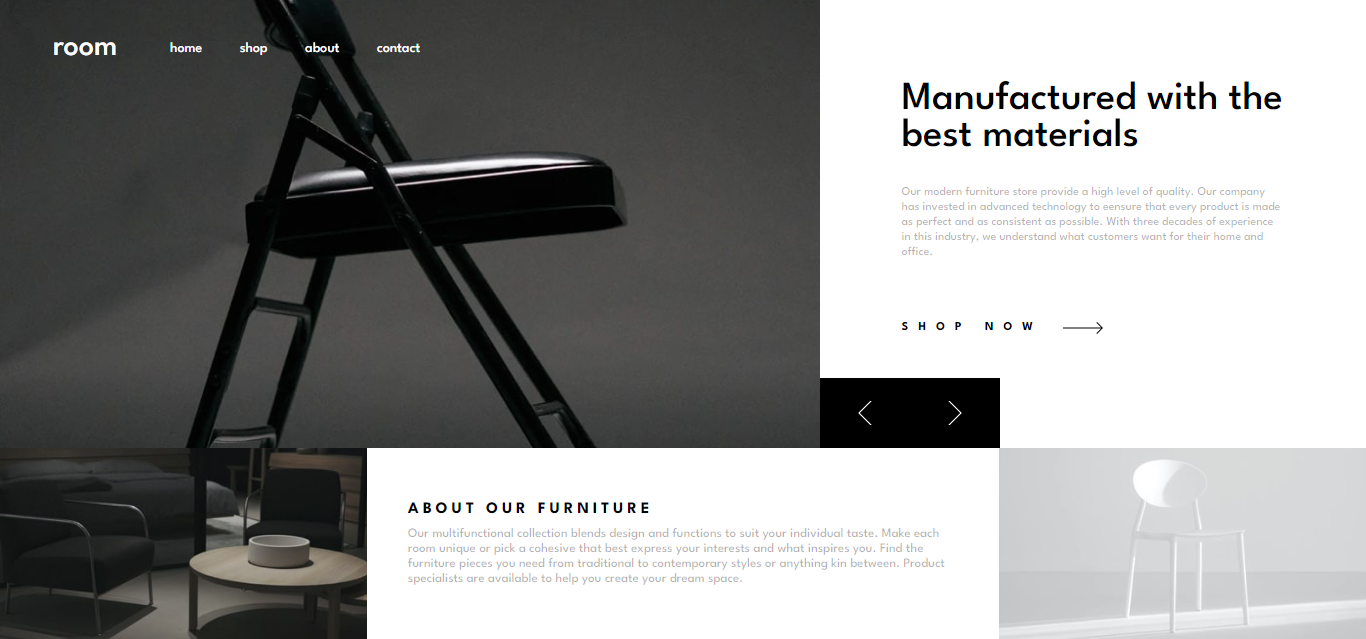 room
home shop about contact
Manufactured with the
best materials
Our modern furniture store provide a high level of quality. Our company
has invested in advanced technology to eensure that every product is made
as perfect and as consistent as possible. With three decades of experience
in this industry, we understand what customers want for their home and
office.
SHOP NOW
ABOUT OUR FURNITURE
Our multifunctional collection blends design and functions to suit your individual taste. Make each
room unique or pick a cohesive that best express your interests and what inspires you. Find the
furniture pieces you need from traditional to contemporary styles or anything kin between. Product
specialists are available to help you create your dream space.